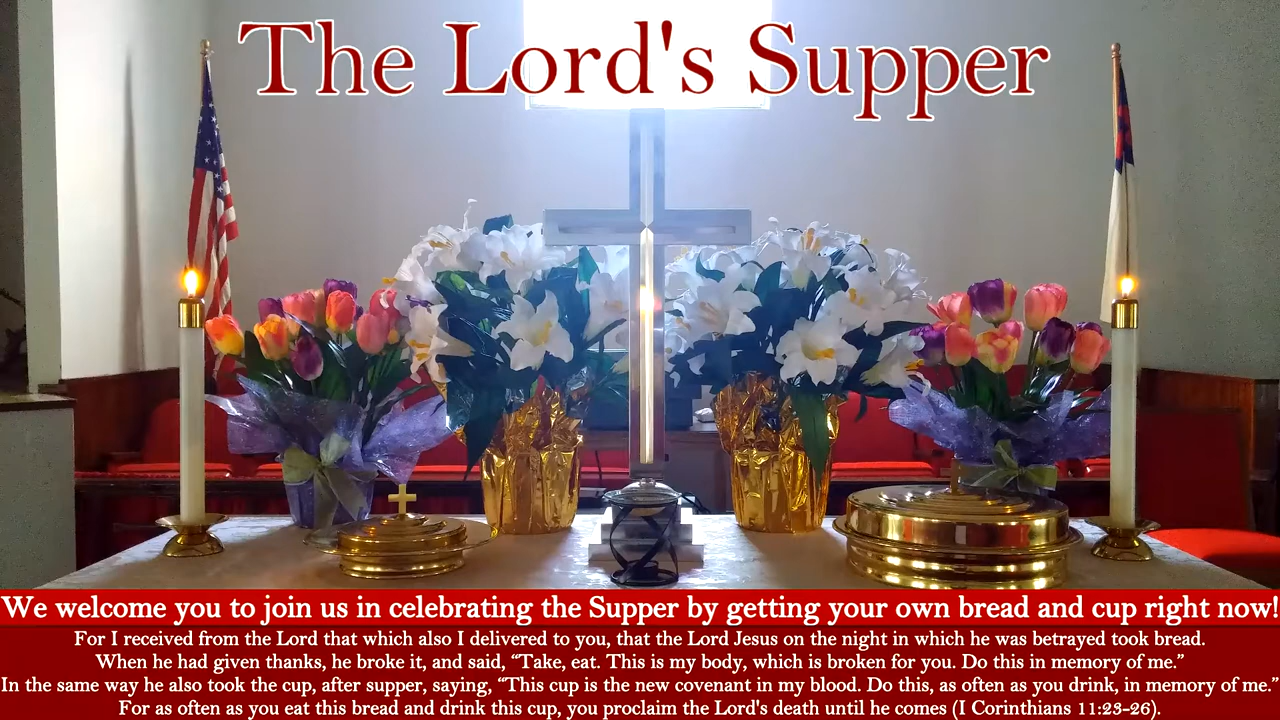 The Lord's Supper
We welcome you to join us in celebrating the Supper by getting your own bread and cup right now!
For I received from the Lord that which also I delivered to you, that the Lord Jesus on the night in which he was betrayed took bread.
When he had given thanks, he broke it, and said, “Take, eat. This is my body, which is broken for you. Do this in memory of me.”
In the same way he also took the cup, after supper, saying, “This cup is the new covenant in my blood. Do this, as often as you drink, in memory of me.”
For as often as you eat this bread and drink this cup, you proclaim the Lord's death until he comes (I Corinthians 11:23-26).